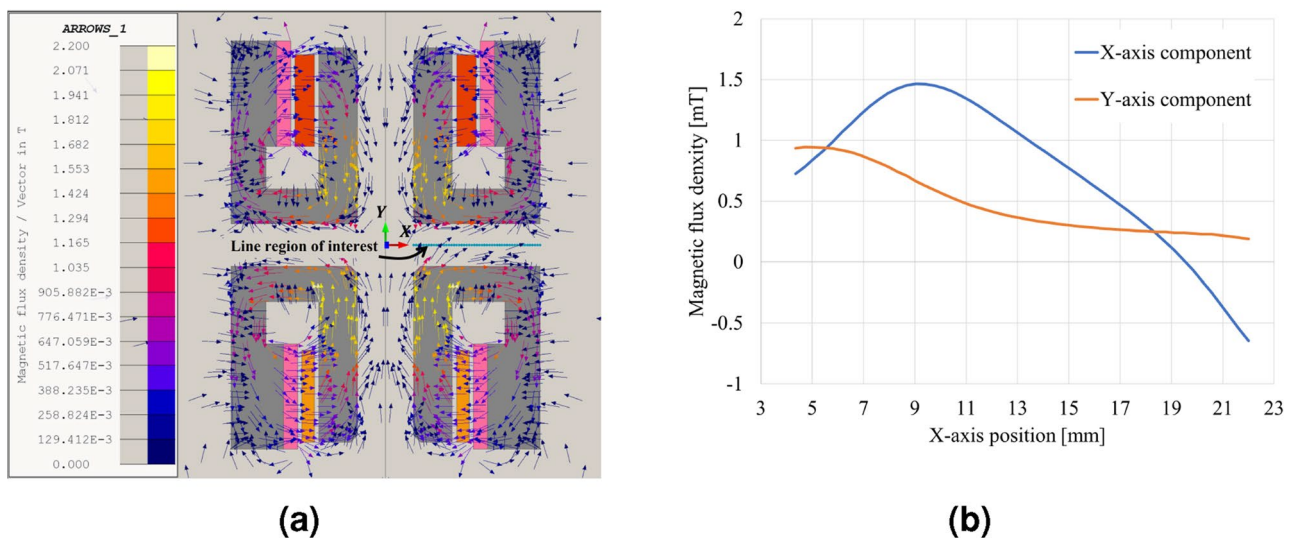 ARROWS_1
2.200
2.071
1.941
1.812
1.682
1.553
1.424
1.294
1.165
1.035
905.882E-3
776.471E-3
647.059E-3
517.647E-3
388.235E-3
258.824E-3
129.412E-3
0.000
Magnetic flux density / Vector in T
Y
X
Line region of interest
(a)
2
1.5
1
0.5
0
-0.5
-1
Magnetic flux denxity [mT]
X-axis component
Y-axis component
3 5 7 9 11 13 15 17 19 21 23
X-axis position [mm]
(b)